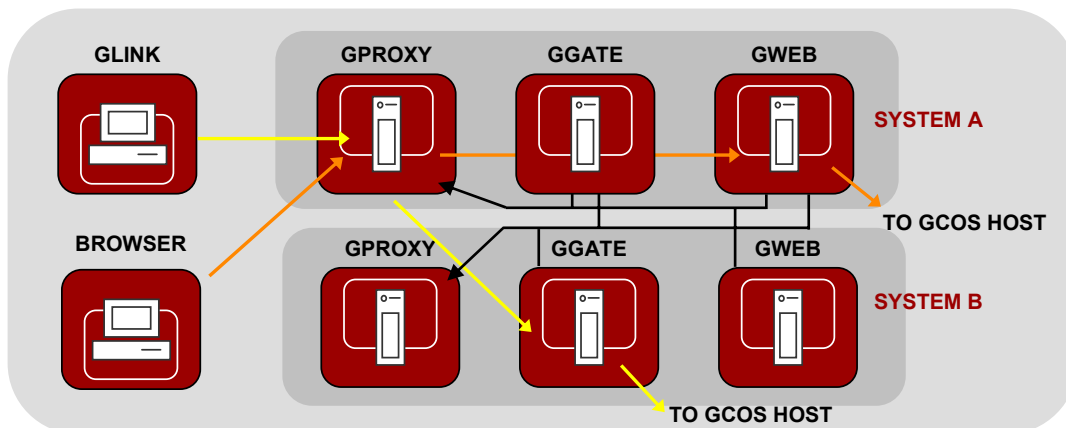 GLINK
GPROXY
GGATE
GWEB
SYSTEM A
TO GCOS HOST
BROWSER
GPROXY
GGATE
GWEB
SYSTEM B
TO GCOS HOST